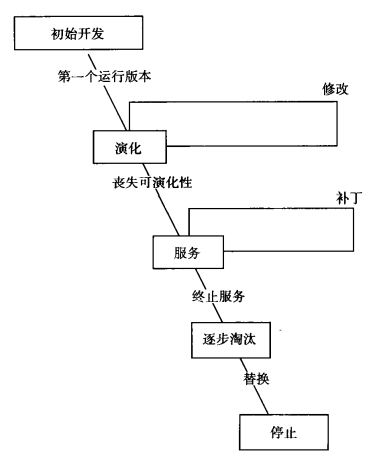 初始开发
第一个运行版本
修改
演化
丧失可演化性
补丁
服务
终止服务
逐步淘汰
替换
停止